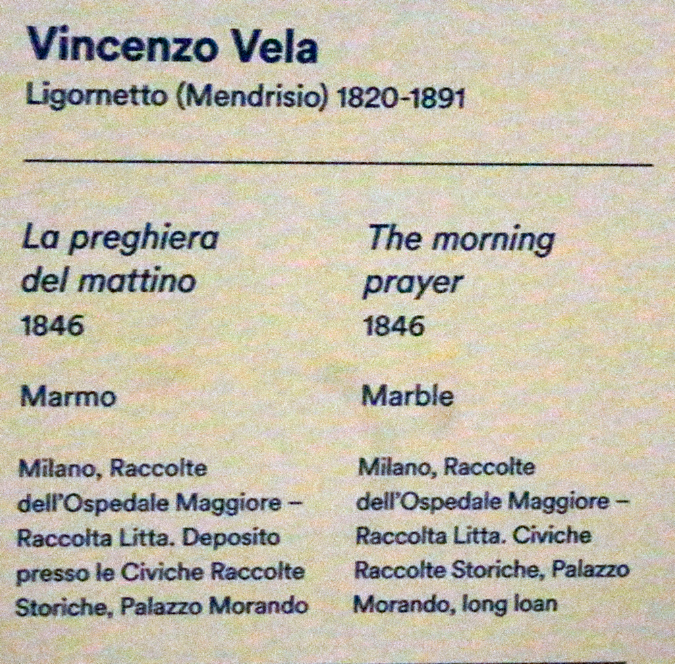 Vincenzo Vela
Ligornetto (Mendrisio) 1820-1891
La preghiera
del mattino
1846
Marmo
Milano, Raccolte
dell'Ospedale Maggiore –
Raccolta Litta. Deposito
presso le Civiche Raccolte
Storiche, Palazzo Morando
The morning
prayer
1846
Marble
Milano, Raccolte
dell'Ospedale Maggiore –
Raccolta Litta. Civiche
Raccolte Storiche, Palazzo
Morando, long loan